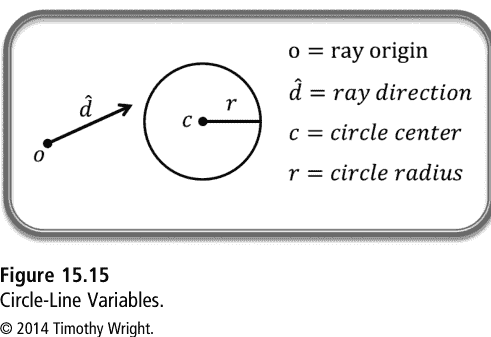 o = ray origin
d̂ = ray direction
c = circle center
r = circle radius
d̂
o
c
r
Figure 15.15
Circle-Line Variables.
© 2014 Timothy Wright.